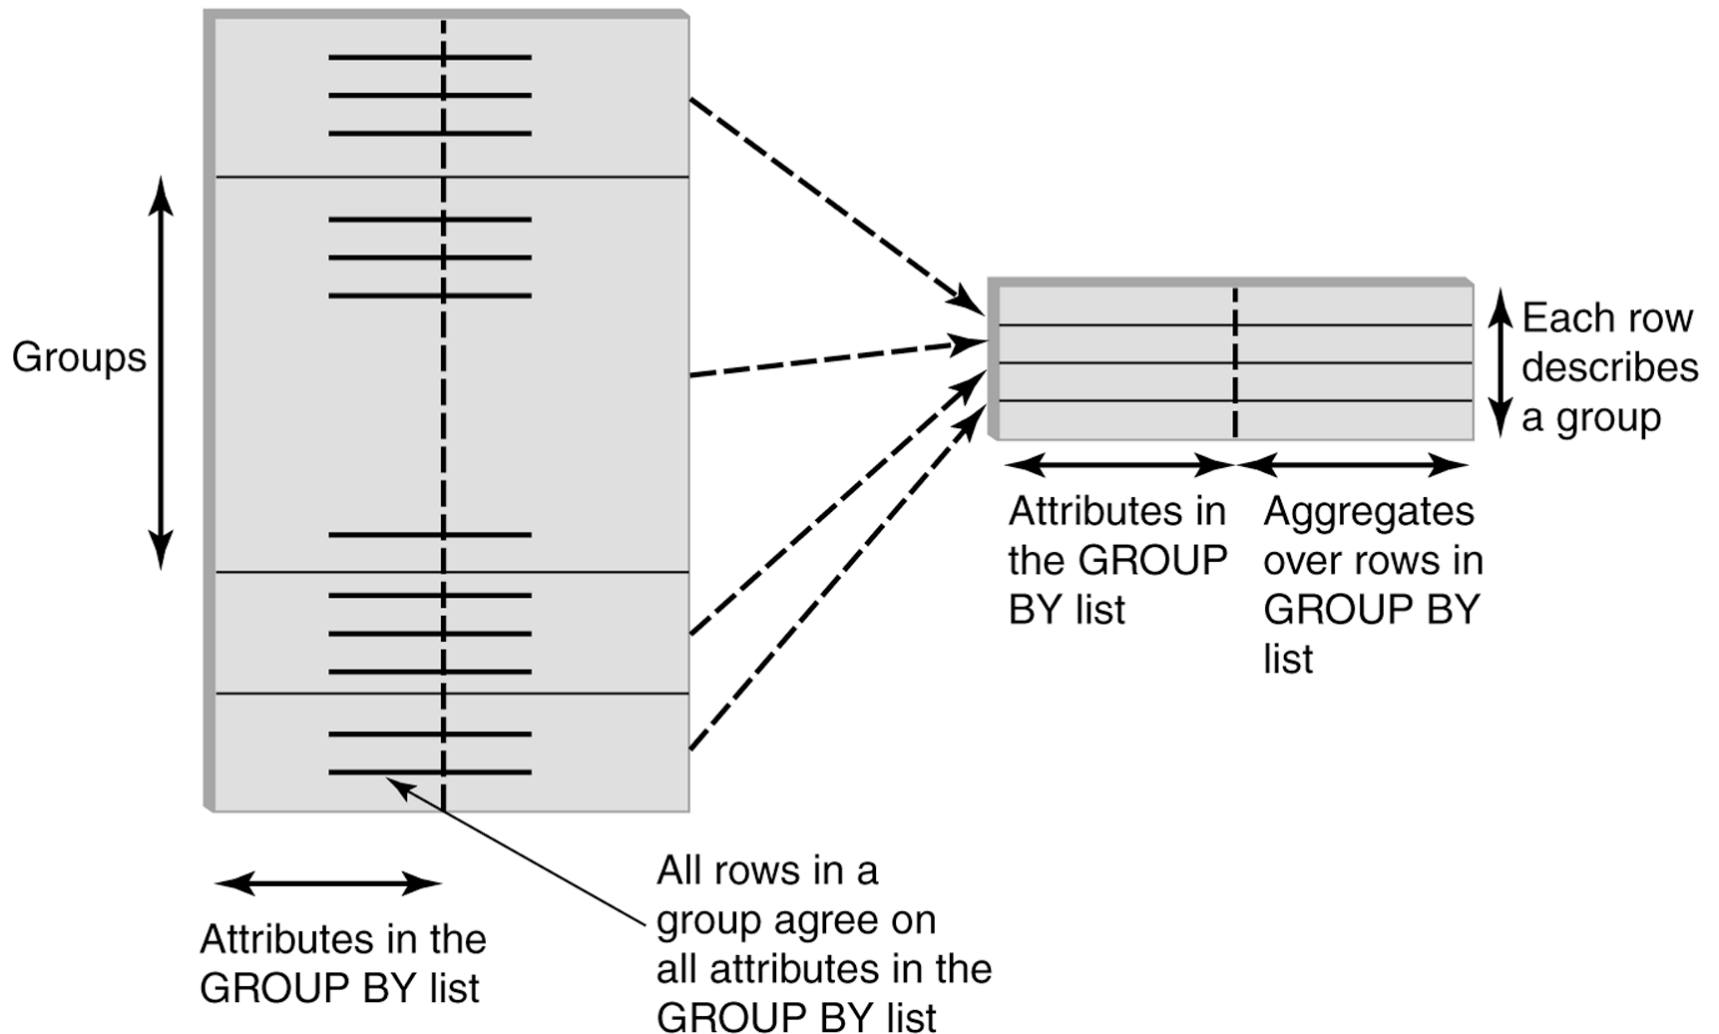 Groups
Each row
describes
a group
Attributes in
the GROUP
BY list
Aggregates
over rows in
GROUP BY
list
Attributes in the
GROUP BY list
All rows in a
group agree on
all attributes in the
GROUP BY list